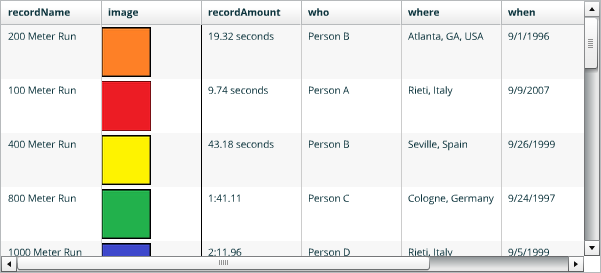 recordName image recordAmount who where when
200 Meter Run 19.32 seconds Person B Atlanta, GA, USA 9/1/1996
100 Meter Run 9.74 seconds Person A Rieti, Italy 9/9/2007
400 Meter Run 43.18 seconds Person B Seville, Spain 9/26/1999
800 Meter Run 1:41.11 Person C Cologne, Germany 9/24/1997
1000 Meter Run 2:11.96 Person D Rieti, Italy 9/5/1999